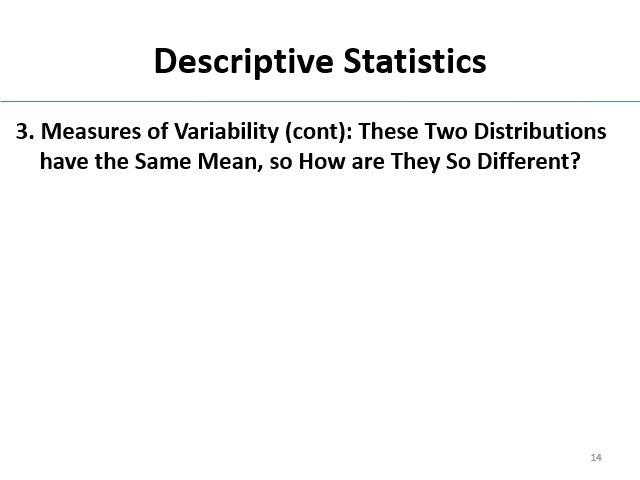 Descriptive Statistics
3. Measures of Variability (cont): These Two Distributions
have the Same Mean, so How are They So Different?
14